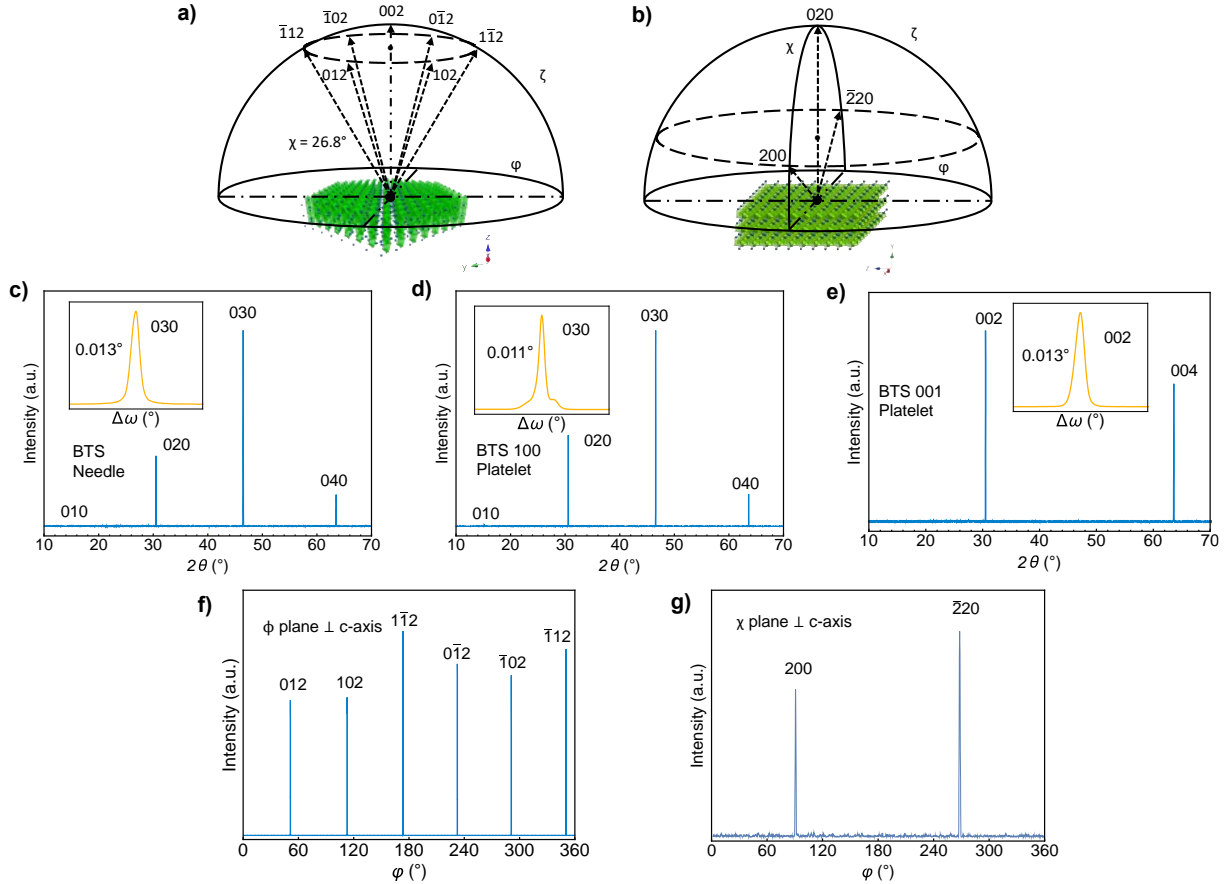 a)
1̅12
1̅02
002
01̅2
11̅2
012
102
ζ
χ = 26.8°
φ
Z
Y
b)
020
χ
ζ
2̅20
200
φ
Z
c)
Intensity (a.u.)
030
0.013°
Δω (°)
030
020
BTS
Needle
010
040
10 20 30 40 50 60 70
2θ (°)
d)
Intensity (a.u.)
030
0.011°
Δω (°)
030
020
BTS 100
Platelet
010
040
10 20 30 40 50 60 70
2θ (°)
e)
Intensity (a.u.)
002
002
0.013°
Δω (°)
004
BTS 001
Platelet
10 20 30 40 50 60 70
2θ (°)
f)
Intensity (a.u.)
ϕ plane ⊥ c-axis
012
102
11̅2
01̅2
1̅02
1̅12
0 60 120 180 240 300 360
φ (°)
g)
Intensity (a.u.)
χ plane ⊥ c-axis
200
2̅20
0 60 120 180 240 300 360
φ (°)